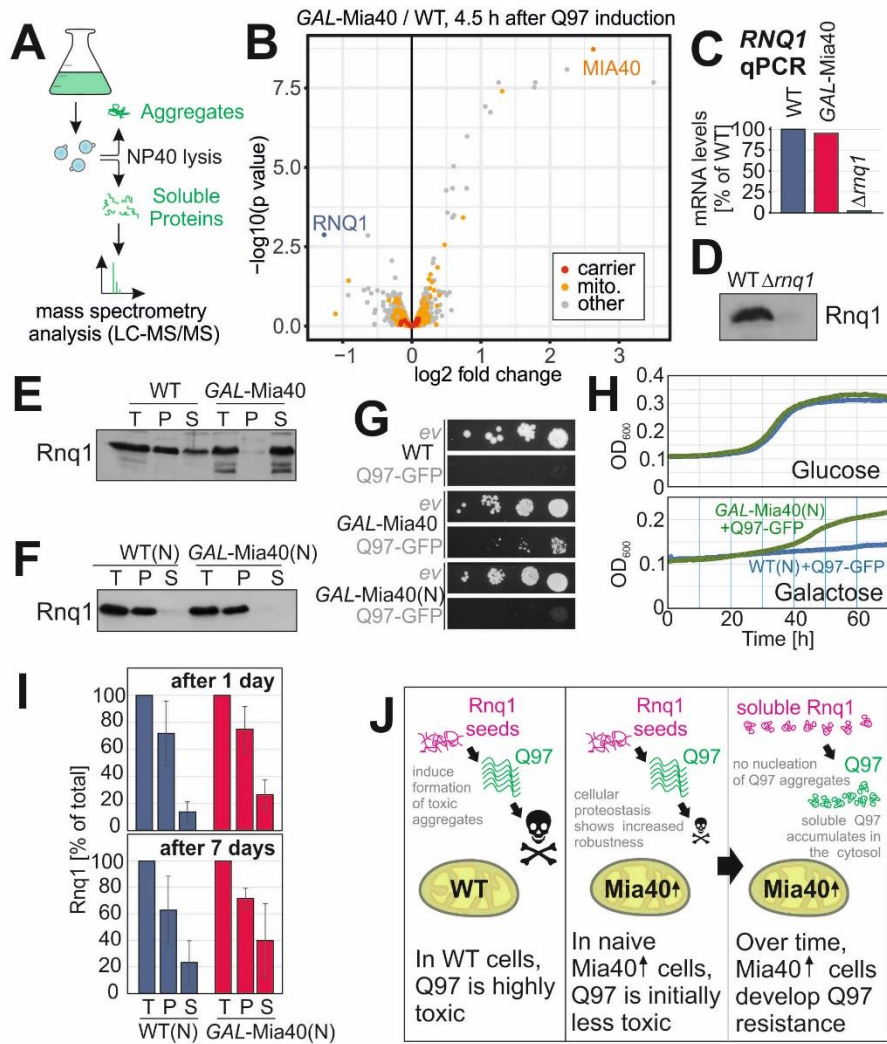 A
Aggregates
NP40 lysis
Soluble
Proteins
mass spectrometry
analysis (LC-MS/MS)
B
GAL-Mia40 / WT, 4.5 h after Q97 induction
MIA40
RNQ1
−log10(p value)
7.5
5.0
2.5
0.0
carrier
mito.
other
−1
0
1
2
3
log2 fold change
C
RNQ1
qPCR
WT
GAL-Mia40
Δrnq1
mRNA levels
[% of WT]
100
75
50
25
0
D
WT Δrnq1
Rnq1
E
WT GAL-Mia40
T P S T P S
Rnq1
F
WT(N) GAL-Mia40(N)
T P S T P S
Rnq1
G
ev
WT
Q97-GFP
ev
GAL-Mia40
Q97-GFP
ev
GAL-Mia40(N)
Q97-GFP
H
OD600
0.4
0.3
0.2
0.1
0
Glucose
OD600
0.2
0.1
0
GAL-Mia40(N)
+Q97-GFP
WT(N)+Q97-GFP
Galactose
0 20 40 60
Time [h]
I
Rnq1 [% of total]
after 1 day
100
80
60
40
20
0
after 7 days
100
80
60
40
20
0
T P S T P S
WT(N) GAL-Mia40(N)
J
Rnq1
seeds
Q97
induce
formation
of toxic
aggregates
WT
In WT cells,
Q97 is highly
toxic
Rnq1
seeds
Q97
cellular
proteostasis
shows increased
robustness
Mia40↑
In naive
Mia40↑ cells,
Q97 is initially
less toxic
soluble Rnq1
no nucleation
of Q97 aggregates
Q97
soluble Q97
accumulates in
the cytosol
Mia40↑
Over time,
Mia40↑ cells
develop Q97
resistance